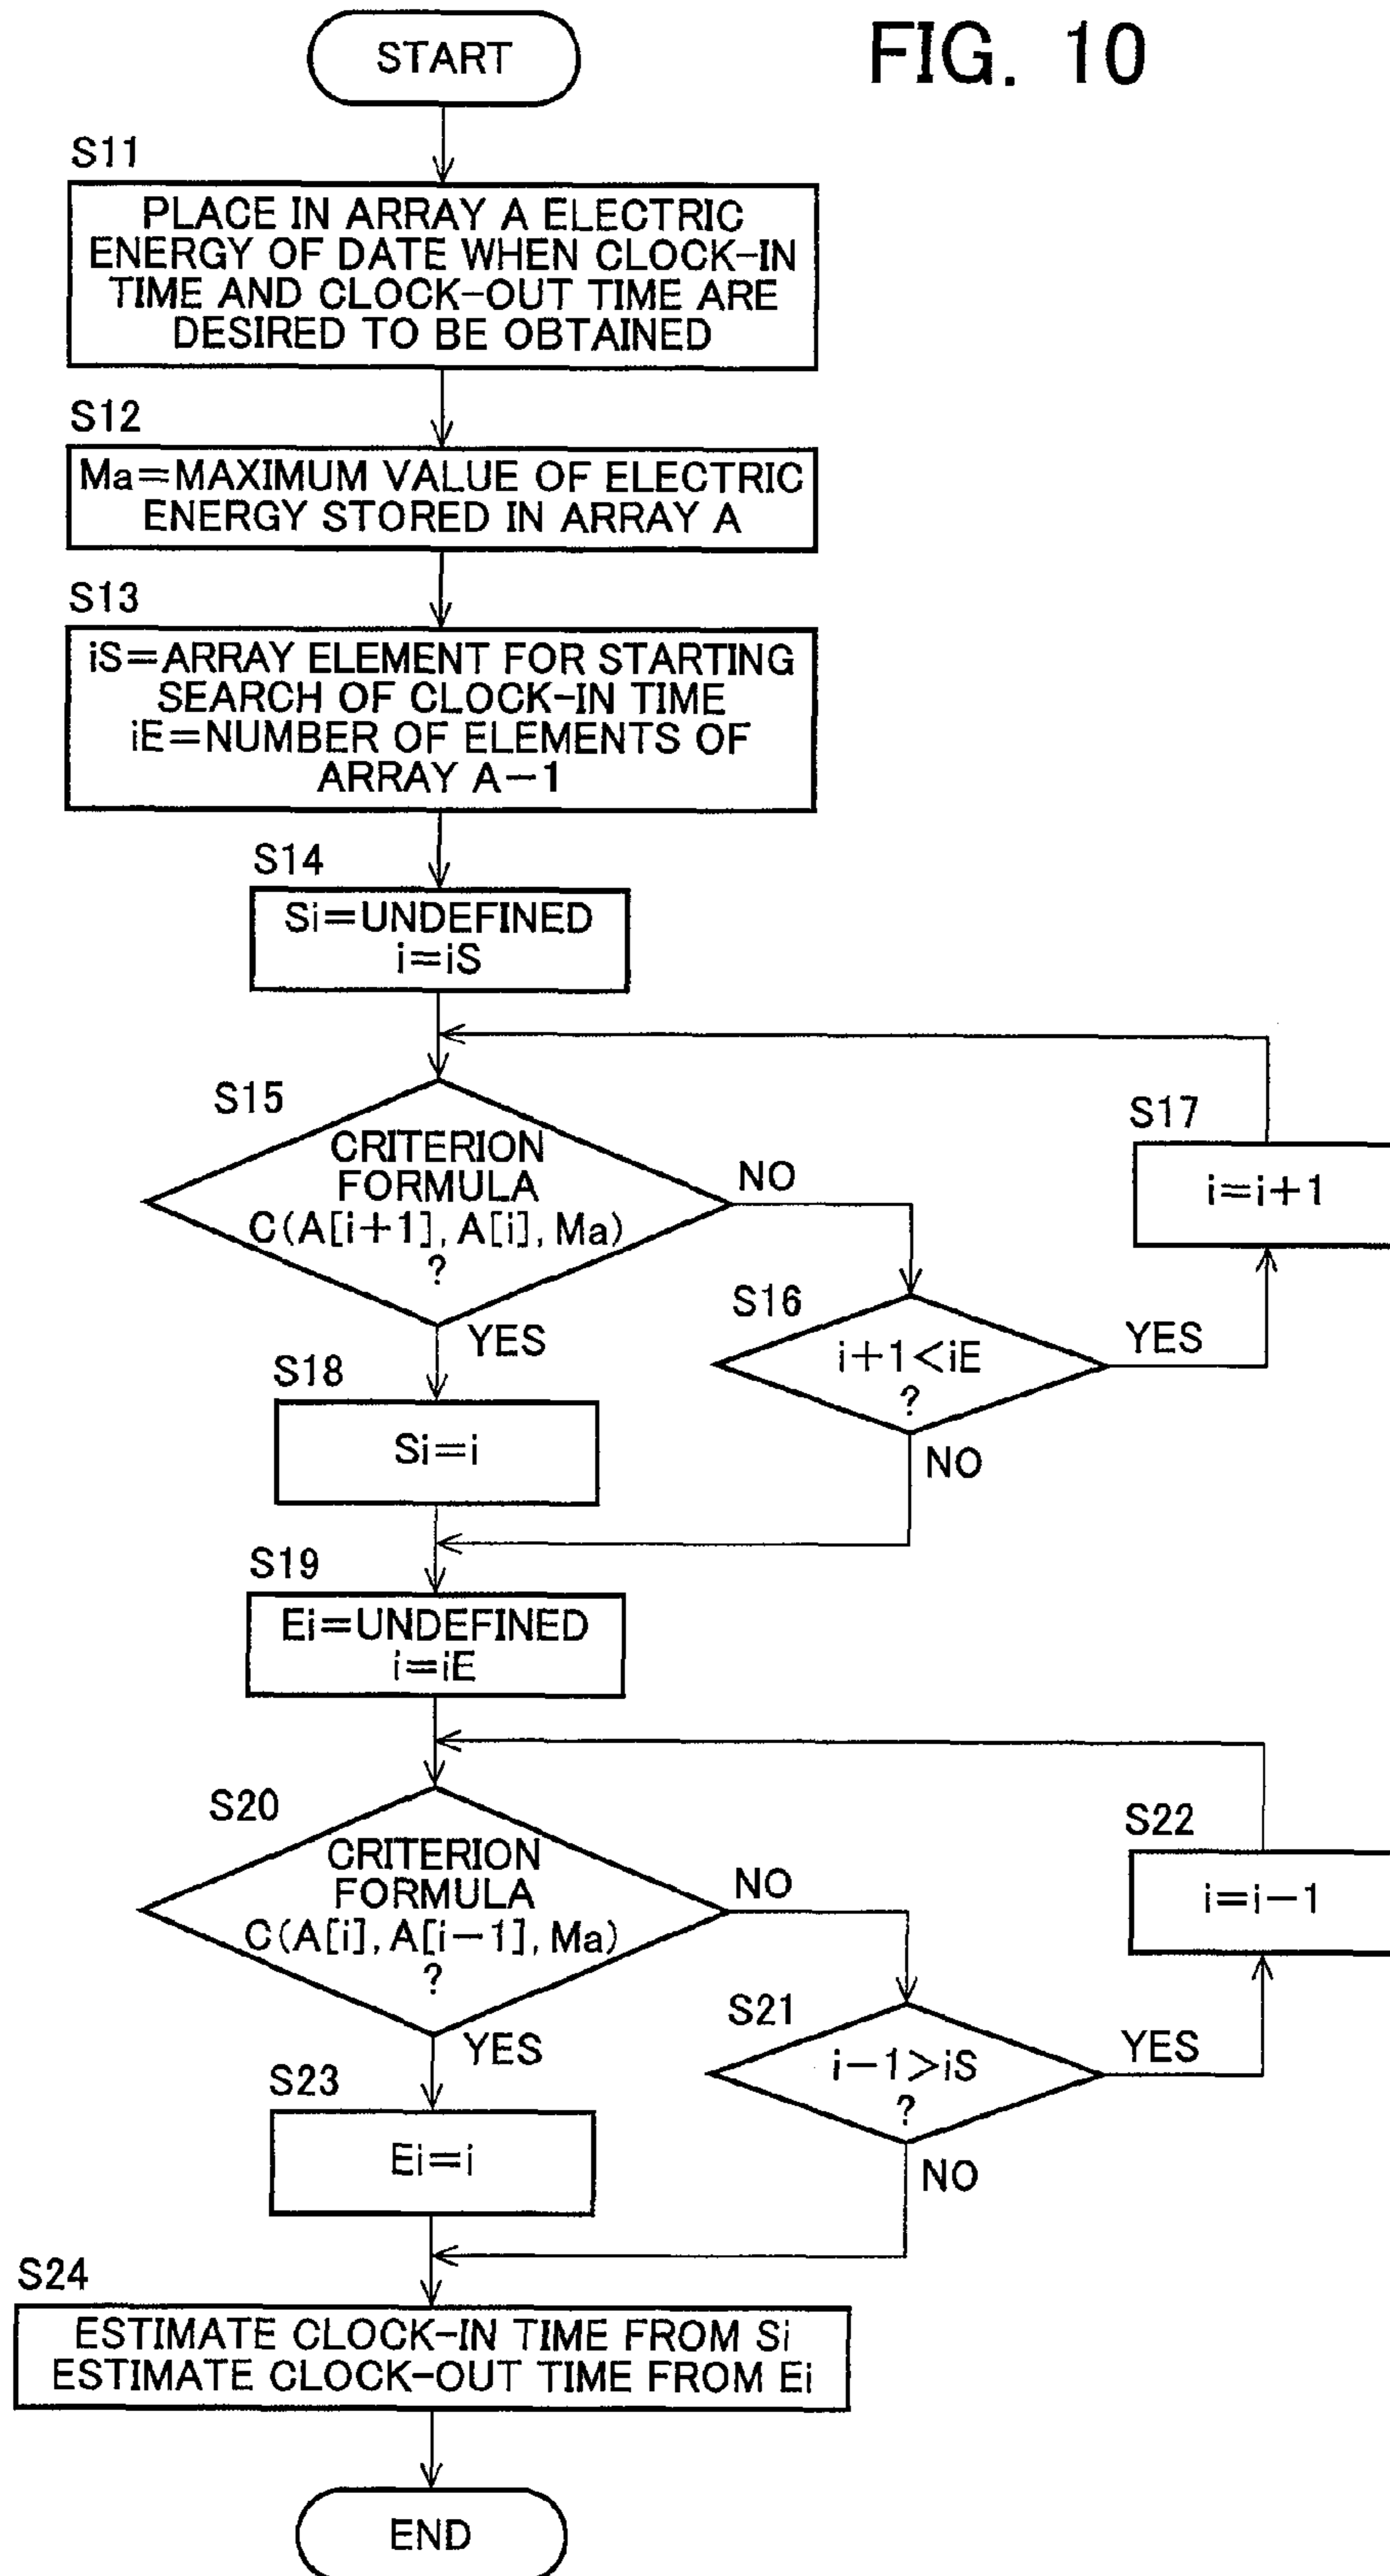 FIG. 10
START
S11
PLACE IN ARRAY A ELECTRIC
ENERGY OF DATE WHEN CLOCK-IN
TIME AND CLOCK-OUT TIME ARE
DESIRED TO BE OBTAINED
S12
Ma=MAXIMUM VALUE OF ELECTRIC
ENERGY STORED IN ARRAY A
S13
iS=ARRAY ELEMENT FOR STARTING
SEARCH OF CLOCK-IN TIME
iE=NUMBER OF ELEMENTS OF
ARRAY A-1
S14
Si=UNDEFINED
i=iS
S15
CRITERION
FORMULA
C(A[i+1], A[i], Ma)
?
NO
YES
S17
i=i+1
S16
i+1<iE
?
YES
NO
S18
Si=i
S19
Ei=UNDEFINED
i=iE
S20
CRITERION
FORMULA
C(A[i], A[i-1], Ma)
?
NO
YES
S22
i=i-1
S21
i-1>iS
?
YES
NO
S23
Ei=i
S24
ESTIMATE CLOCK-IN TIME FROM Si
ESTIMATE CLOCK-OUT TIME FROM Ei
END